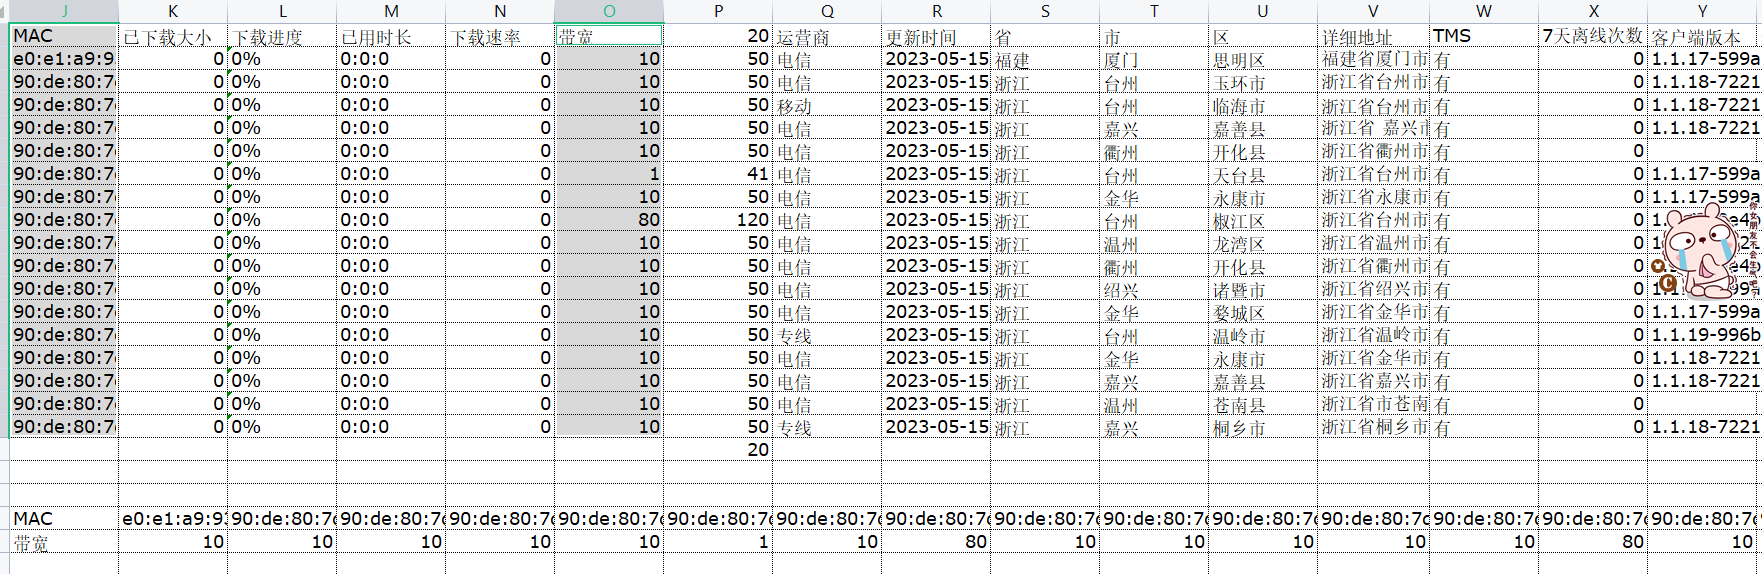 J K L M N O P Q R S T U V W X Y
MAC 已下载大小 下载进度 已用时长 下载速率 带宽 20 运营商 更新时间 省 市 区 详细地址 TMS 7天离线次数 客户端版本
e0:e1:a9:9 0 0% 0:0:0 0 10 50 电信 2023-05-15 福建 厦门 思明区 福建省厦门市 有 0 1.1.17-599a
90:de:80:7 0 0% 0:0:0 0 10 50 电信 2023-05-15 浙江 台州 玉环市 浙江省台州市 有 0 1.1.18-7221
90:de:80:7 0 0% 0:0:0 0 10 50 移动 2023-05-15 浙江 台州 临海市 浙江省台州市 有 0 1.1.18-7221
90:de:80:7 0 0% 0:0:0 0 10 50 电信 2023-05-15 浙江 嘉兴 嘉善县 浙江省 嘉兴市 有 0 1.1.18-7221
90:de:80:7 0 0% 0:0:0 0 10 50 电信 2023-05-15 浙江 衢州 开化县 浙江省衢州市 有 0
90:de:80:7 0 0% 0:0:0 0 1 41 电信 2023-05-15 浙江 台州 天台县 浙江省台州市 有 0 1.1.17-599a
90:de:80:7 0 0% 0:0:0 0 10 50 电信 2023-05-15 浙江 金华 永康市 浙江省永康市 有 0 1.1.17-599a
90:de:80:7 0 0% 0:0:0 0 80 120 电信 2023-05-15 浙江 台州 椒江区 浙江省台州市 有 0
90:de:80:7 0 0% 0:0:0 0 10 50 电信 2023-05-15 浙江 温州 龙湾区 浙江省温州市 有 0
90:de:80:7 0 0% 0:0:0 0 10 50 电信 2023-05-15 浙江 衢州 开化县 浙江省衢州市 有 0
90:de:80:7 0 0% 0:0:0 0 10 50 电信 2023-05-15 浙江 绍兴 诸暨市 浙江省绍兴市 有 0
90:de:80:7 0 0% 0:0:0 0 10 50 电信 2023-05-15 浙江 金华 婺城区 浙江省金华市 有 0 1.1.17-599a
90:de:80:7 0 0% 0:0:0 0 10 50 专线 2023-05-15 浙江 台州 温岭市 浙江省温岭市 有 0 1.1.19-996b
90:de:80:7 0 0% 0:0:0 0 10 50 电信 2023-05-15 浙江 金华 永康市 浙江省金华市 有 0 1.1.18-7221
90:de:80:7 0 0% 0:0:0 0 10 50 电信 2023-05-15 浙江 嘉兴 嘉善县 浙江省嘉兴市 有 0 1.1.18-7221
90:de:80:7 0 0% 0:0:0 0 10 50 电信 2023-05-15 浙江 温州 苍南县 浙江省市苍南 有 0
90:de:80:7 0 0% 0:0:0 0 10 50 专线 2023-05-15 浙江 嘉兴 桐乡市 浙江省桐乡市 有 0 1.1.18-7221
20
MAC e0:e1:a9:9 90:de:80:7 90:de:80:7 90:de:80:7 90:de:80:7 90:de:80:7 90:de:80:7 90:de:80:7 90:de:80:7 90:de:80:7 90:de:80:7 90:de:80:7 90:de:80:7 90:de:80:7 90:de:80:7
带宽 10 10 10 10 10 1 10 80 10 10 10 10 10 80 10